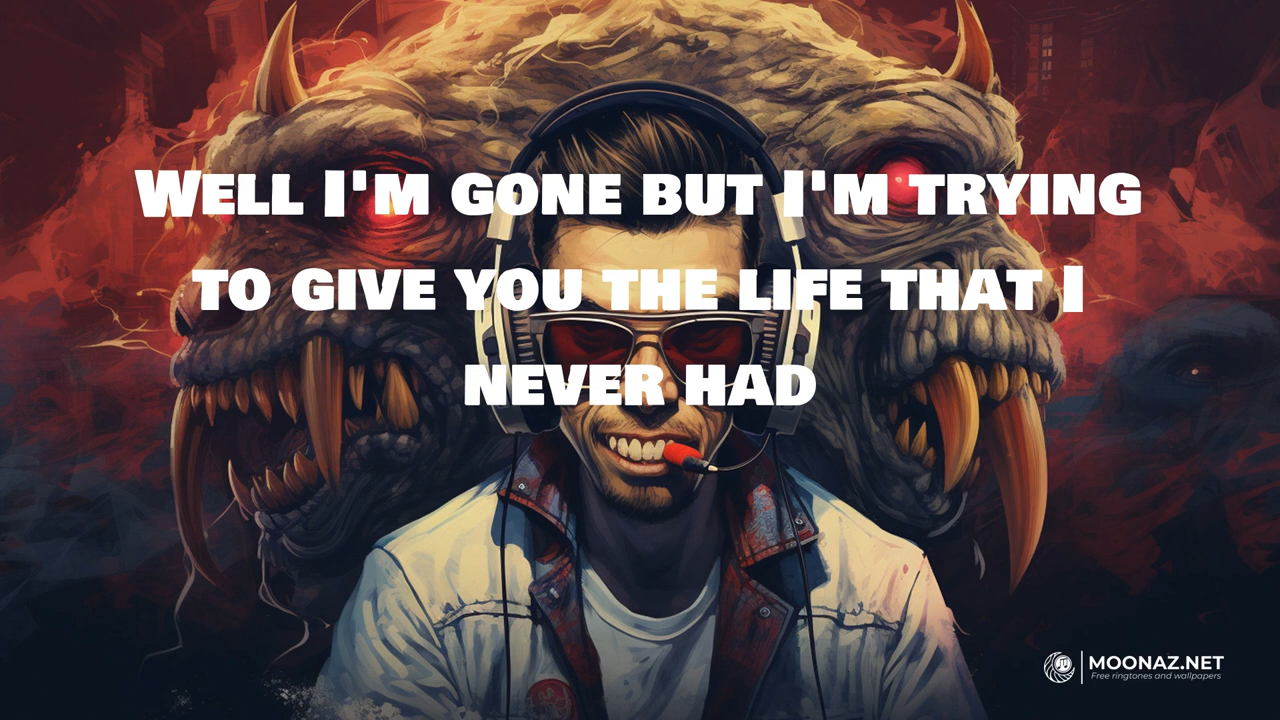 Well I'm gone but I'm trying
to give you the life that I
never had
MOONAZ.NET
Free ringtones and wallpapers